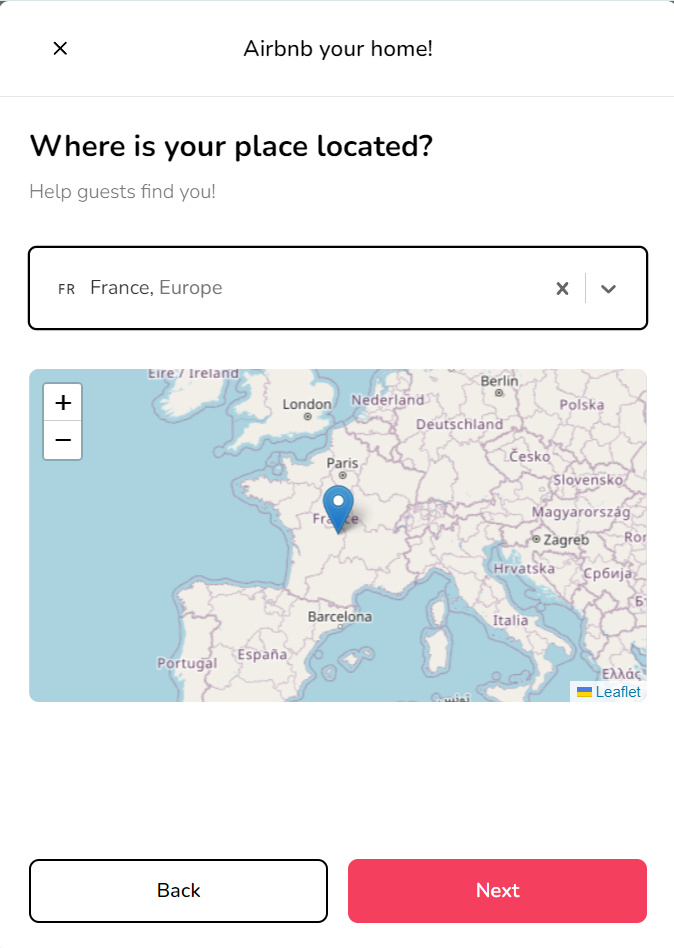 Airbnb your home!
Where is your place located?
Help guests find you!
FR France, Europe
+
−
Éire / Ireland
Berlin
London
Nederland
Polska
Deutschland
Paris
Česko
Slovensko
France
Magyarország
Zagreb
Hrvatska
Србија
Barcelona
Italia
España
Portugal
Ελλάς
Leaflet
Back
Next